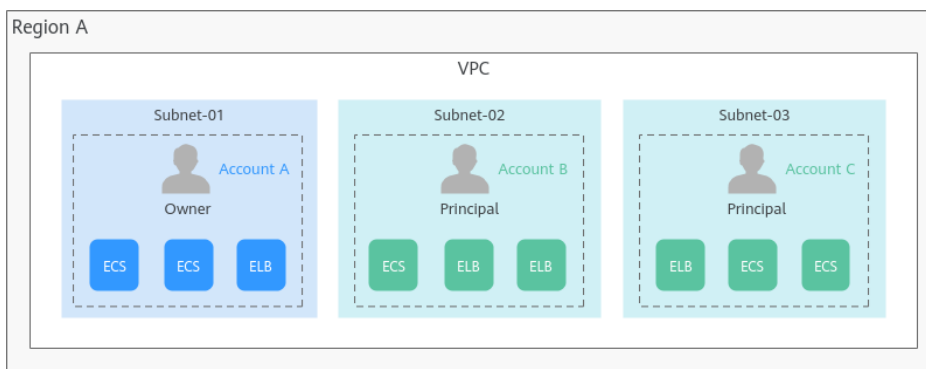 Region A
VPC
Subnet-01
Account A
Owner
ECS
ECS
ELB
Subnet-02
Account B
Principal
ECS
ELB
ELB
Subnet-03
Account C
Principal
ELB
ECS
ECS